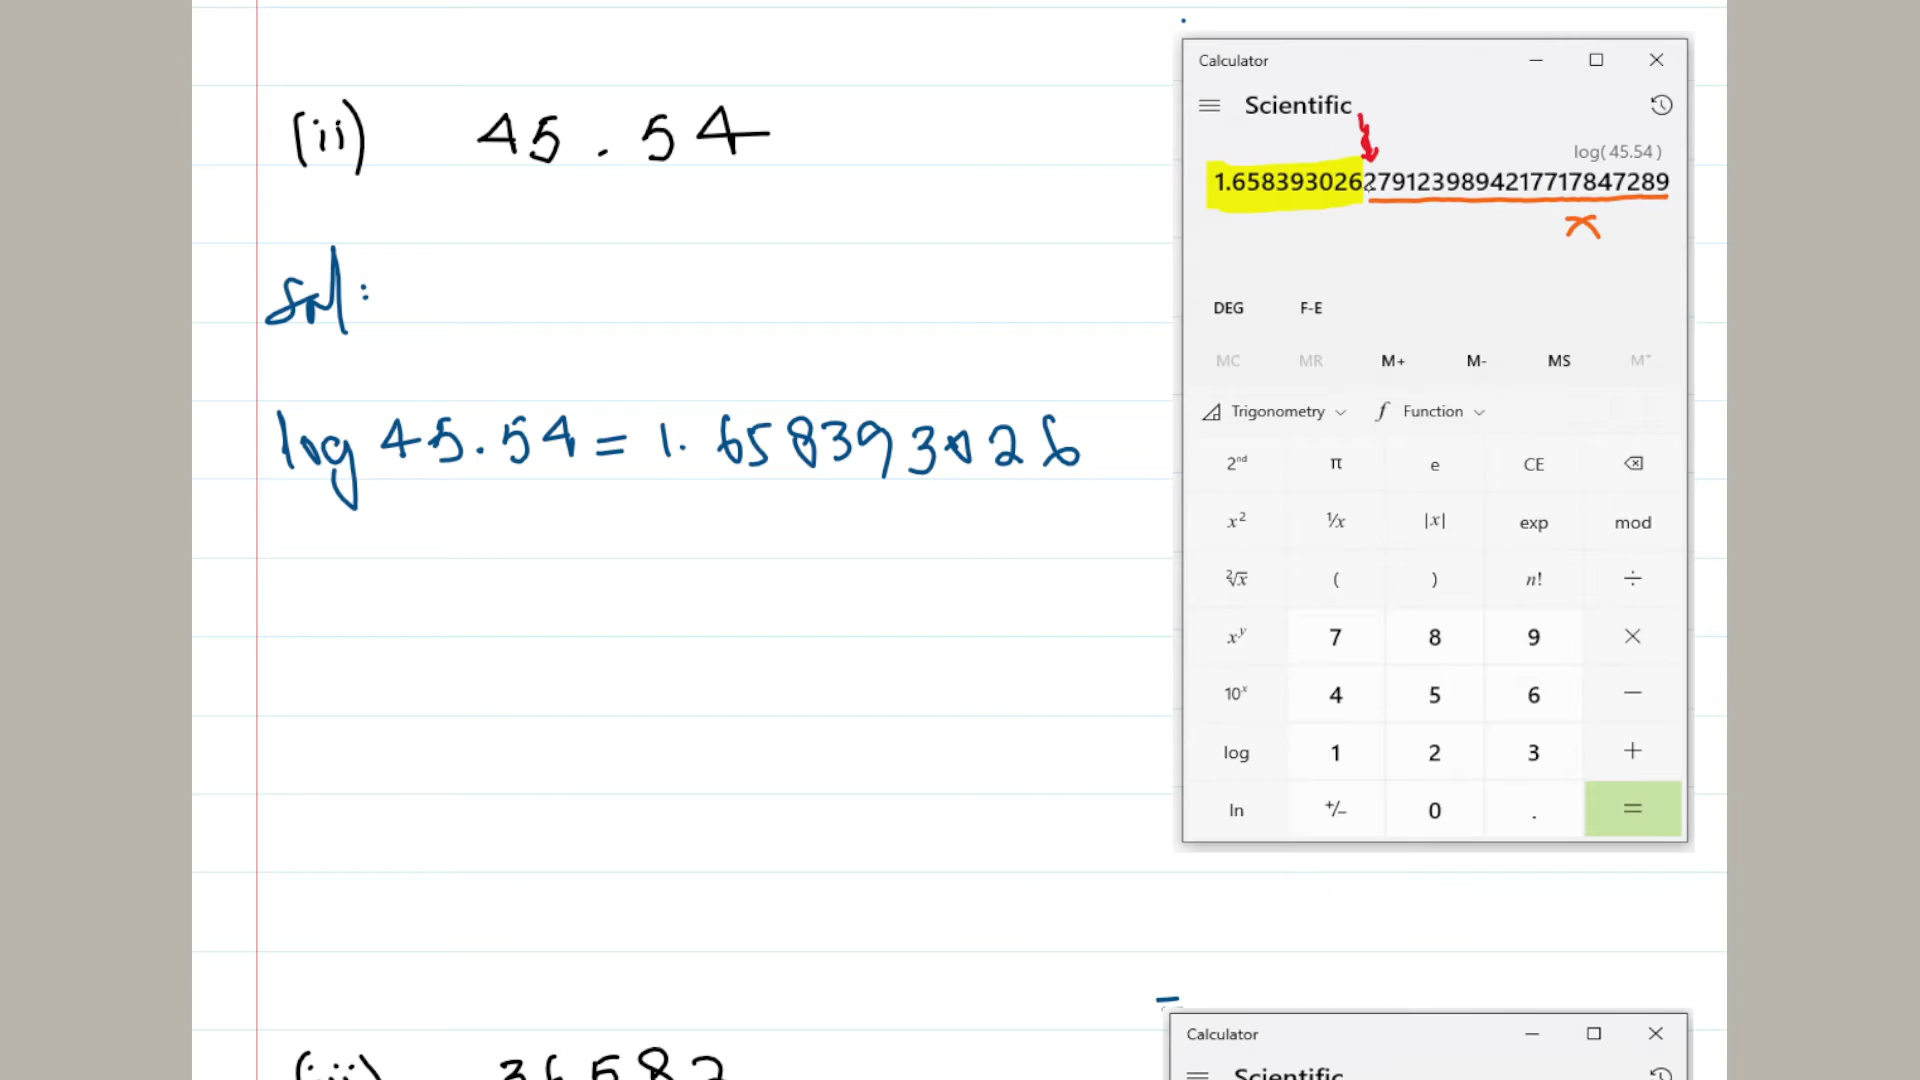 (ii) 45.54
Sol:
log 45.54 = 1.658393026
Calculator
Scientific
log( 45.54 )
1.6583930262791239894217717847289
DEG F-E
MC MR M+ M- MS M˅
Trigonometry f Function
2nd π e CE
x² ¹/x |x| exp mod
²√x ( ) n! ÷
xʸ 7 8 9 ×
10ˣ 4 5 6 −
log 1 2 3 +
ln +/− 0 . =
(iii) 36582
Calculator
Scientific